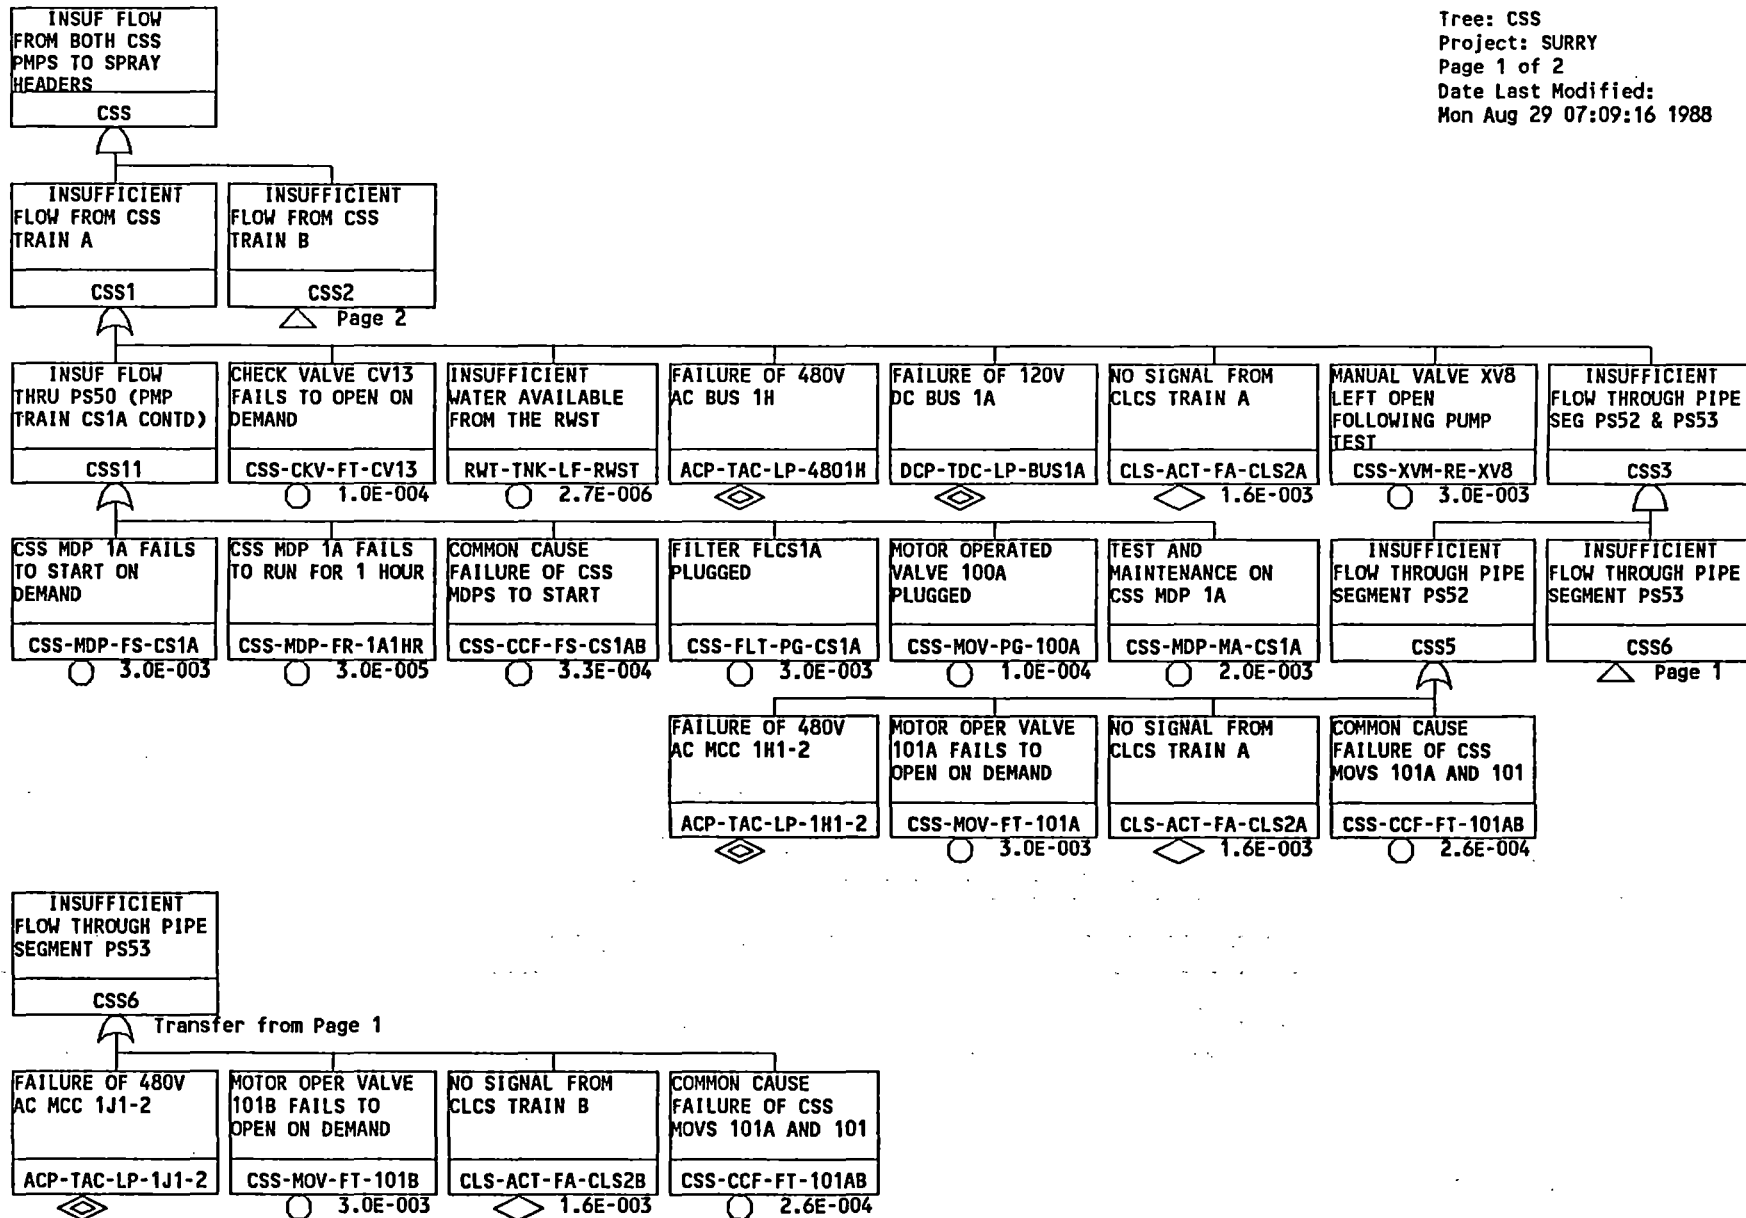 Tree: CSS
Project: SURRY
Page 1 of 2
Date Last Modified:
Mon Aug 29 07:09:16 1988
INSUF FLOW
FROM BOTH CSS
PMPS TO SPRAY
HEADERS
CSS
INSUFFICIENT
FLOW FROM CSS
TRAIN A
CSS1
INSUFFICIENT
FLOW FROM CSS
TRAIN B
CSS2
Page 2
INSUF FLOW
THRU PS50 (PMP
TRAIN CS1A CONTD)
CSS11
CHECK VALVE CV13
FAILS TO OPEN ON
DEMAND
CSS-CKV-FT-CV13
1.0E-004
INSUFFICIENT
WATER AVAILABLE
FROM THE RWST
RWT-TNK-LF-RWST
2.7E-006
FAILURE OF 480V
AC BUS 1H
ACP-TAC-LP-4801H
FAILURE OF 120V
DC BUS 1A
DCP-TDC-LP-BUS1A
NO SIGNAL FROM
CLCS TRAIN A
CLS-ACT-FA-CLS2A
1.6E-003
MANUAL VALVE XV8
LEFT OPEN
FOLLOWING PUMP
TEST
CSS-XVM-RE-XV8
3.0E-003
INSUFFICIENT
FLOW THROUGH PIPE
SEG PS52 & PS53
CSS3
CSS MDP 1A FAILS
TO START ON
DEMAND
CSS-MDP-FS-CS1A
3.0E-003
CSS MDP 1A FAILS
TO RUN FOR 1 HOUR
CSS-MDP-FR-1A1HR
3.0E-005
COMMON CAUSE
FAILURE OF CSS
MDPS TO START
CSS-CCF-FS-CS1AB
3.3E-004
FILTER FLCS1A
PLUGGED
CSS-FLT-PG-CS1A
3.0E-003
MOTOR OPERATED
VALVE 100A
PLUGGED
CSS-MOV-PG-100A
1.0E-004
TEST AND
MAINTENANCE ON
CSS MDP 1A
CSS-MDP-MA-CS1A
2.0E-003
INSUFFICIENT
FLOW THROUGH PIPE
SEGMENT PS52
CSS5
INSUFFICIENT
FLOW THROUGH PIPE
SEGMENT PS53
CSS6
Page 1
FAILURE OF 480V
AC MCC 1H1-2
ACP-TAC-LP-1H1-2
MOTOR OPER VALVE
101A FAILS TO
OPEN ON DEMAND
CSS-MOV-FT-101A
3.0E-003
NO SIGNAL FROM
CLCS TRAIN A
CLS-ACT-FA-CLS2A
1.6E-003
COMMON CAUSE
FAILURE OF CSS
MOVS 101A AND 101
CSS-CCF-FT-101AB
2.6E-004
INSUFFICIENT
FLOW THROUGH PIPE
SEGMENT PS53
CSS6
Transfer from Page 1
FAILURE OF 480V
AC MCC 1J1-2
ACP-TAC-LP-1J1-2
MOTOR OPER VALVE
101B FAILS TO
OPEN ON DEMAND
CSS-MOV-FT-101B
3.0E-003
NO SIGNAL FROM
CLCS TRAIN B
CLS-ACT-FA-CLS2B
1.6E-003
COMMON CAUSE
FAILURE OF CSS
MOVS 101A AND 101
CSS-CCF-FT-101AB
2.6E-004